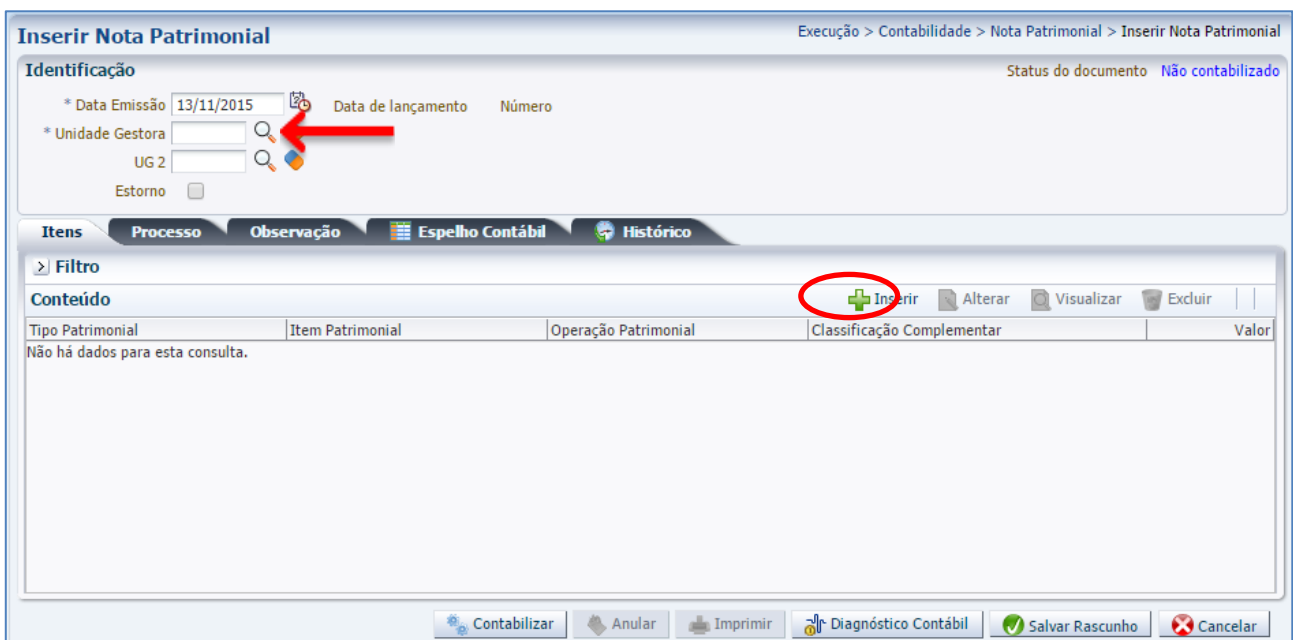 Inserir Nota Patrimonial
Execução > Contabilidade > Nota Patrimonial > Inserir Nota Patrimonial
Identificação
Status do documento Não contabilizado
* Data Emissão 13/11/2015 Data de lançamento Número
* Unidade Gestora
UG 2
Estorno
Itens Processo Observação Espelho Contábil Histórico
> Filtro
Conteúdo
Inserir Alterar Visualizar Excluir
Tipo Patrimonial Item Patrimonial Operação Patrimonial Classificação Complementar Valor
Não há dados para esta consulta.
Contabilizar Anular Imprimir Diagnóstico Contábil Salvar Rascunho Cancelar